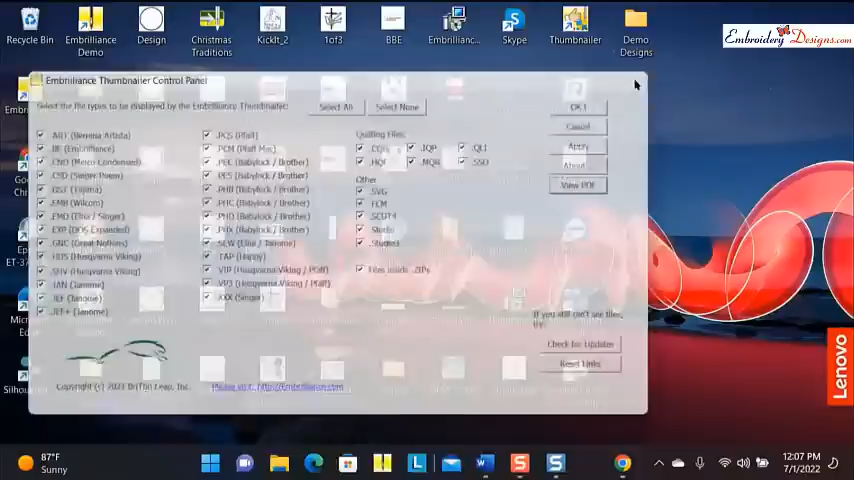 Recycle Bin
Embrilliance
Demo
Design
Christmas
Traditions
KickIt_2
1of3
BBE
Embrillianc...
Skype
Thumbnailer
Demo
Designs
EmbroideryDesigns.com
Embrilliance Thumbnailer Control Panel
Select the file types to be displayed by the Embrilliance Thumbnailer:
Select All
Select None
OK !
Cancel
Apply
About...
View PDF
.ART (Bernina Artista)
.BE (Embrilliance)
.CND (Melco Condensed)
.CSD (Singer Poem)
.DST (Tajima)
.EMB (Wilcom)
.EMD (Elna / Singer)
.EXP (DOS Expanded)
.GNC (Great Notions)
.HUS (Husqvarna Viking)
.SHV (Husqvarna Viking)
.JAN (Janome)
.JEF (Janome)
.JEF+ (Janome)
.PCS (Pfaff)
.PCM (Pfaff Mac)
.PEC (Babylock / Brother)
.PES (Babylock / Brother)
.PHB (Babylock / Brother)
.PHC (Babylock / Brother)
.PHD (Babylock / Brother)
.PHX (Babylock / Brother)
.SEW (Elna / Janome)
.TAP (Happy)
.VIP (Husqvarna Viking / Pfaff)
.VP3 (Husqvarna Viking / Pfaff)
.XXX (Singer)
Quilting Files:
.CQP
.IQP
.QLI
.HQF
.MQR
.SSD
Other
.SVG
.FCM
.SCUT4
.Studio
.Studio3
Files inside .ZIPs
If you still can't see files,
try:
Check for Updates
Reset Links
Copyright (c) 2021 BriTon Leap, Inc.
Please visit: http://embrilliance.com
Lenovo
87°F
Sunny
12:07 PM
7/1/2022